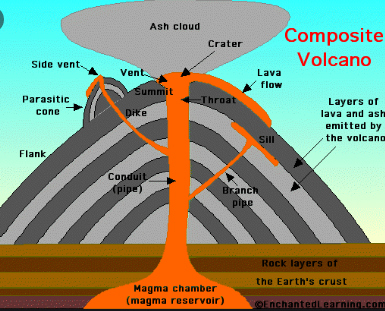 Ash cloud
Composite
Volcano
Crater
Side vent
Vent
Lava
flow
Summit
Throat
Parasitic
cone
Dike
Layers of
lava and ash
emitted by
the volcano
Sill
Flank
Conduit
(pipe)
Branch
pipe
Rock layers of
the Earth's crust
Magma chamber
(magma reservoir)
©EnchantedLearning.com